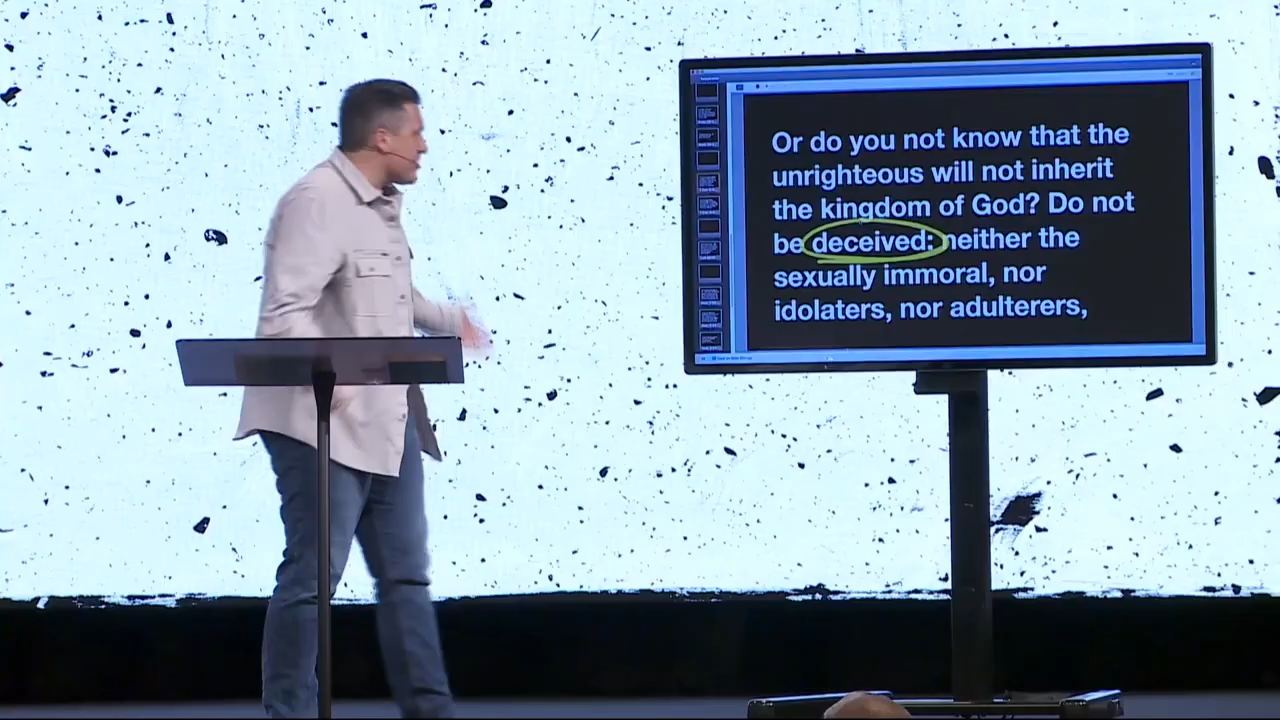 Or do you not know that the
unrighteous will not inherit
the kingdom of God? Do not
be deceived: neither the
sexually immoral, nor
idolaters, nor adulterers,